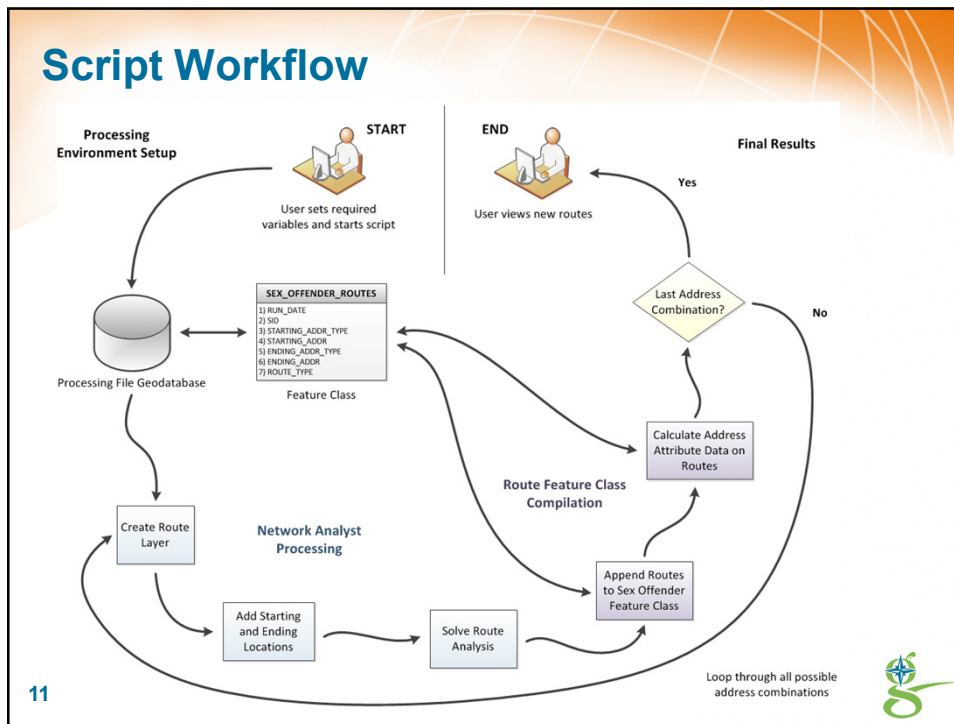 Script Workflow
Processing
Environment Setup
START
User sets required
variables and starts script
END
User views new routes
Final Results
Yes
Last Address
Combination?
No
SEX_OFFENDER_ROUTES
1) RUN_DATE
2) SID
3) STARTING_ADDR_TYPE
4) STARTING_ADDR
5) ENDING_ADDR_TYPE
6) ENDING_ADDR
7) ROUTE_TYPE
Feature Class
Processing File Geodatabase
Calculate Address
Attribute Data on
Routes
Route Feature Class
Compilation
Create Route
Layer
Network Analyst
Processing
Append Routes
to Sex Offender
Feature Class
Add Starting
and Ending
Locations
Solve Route
Analysis
Loop through all possible
address combinations
11